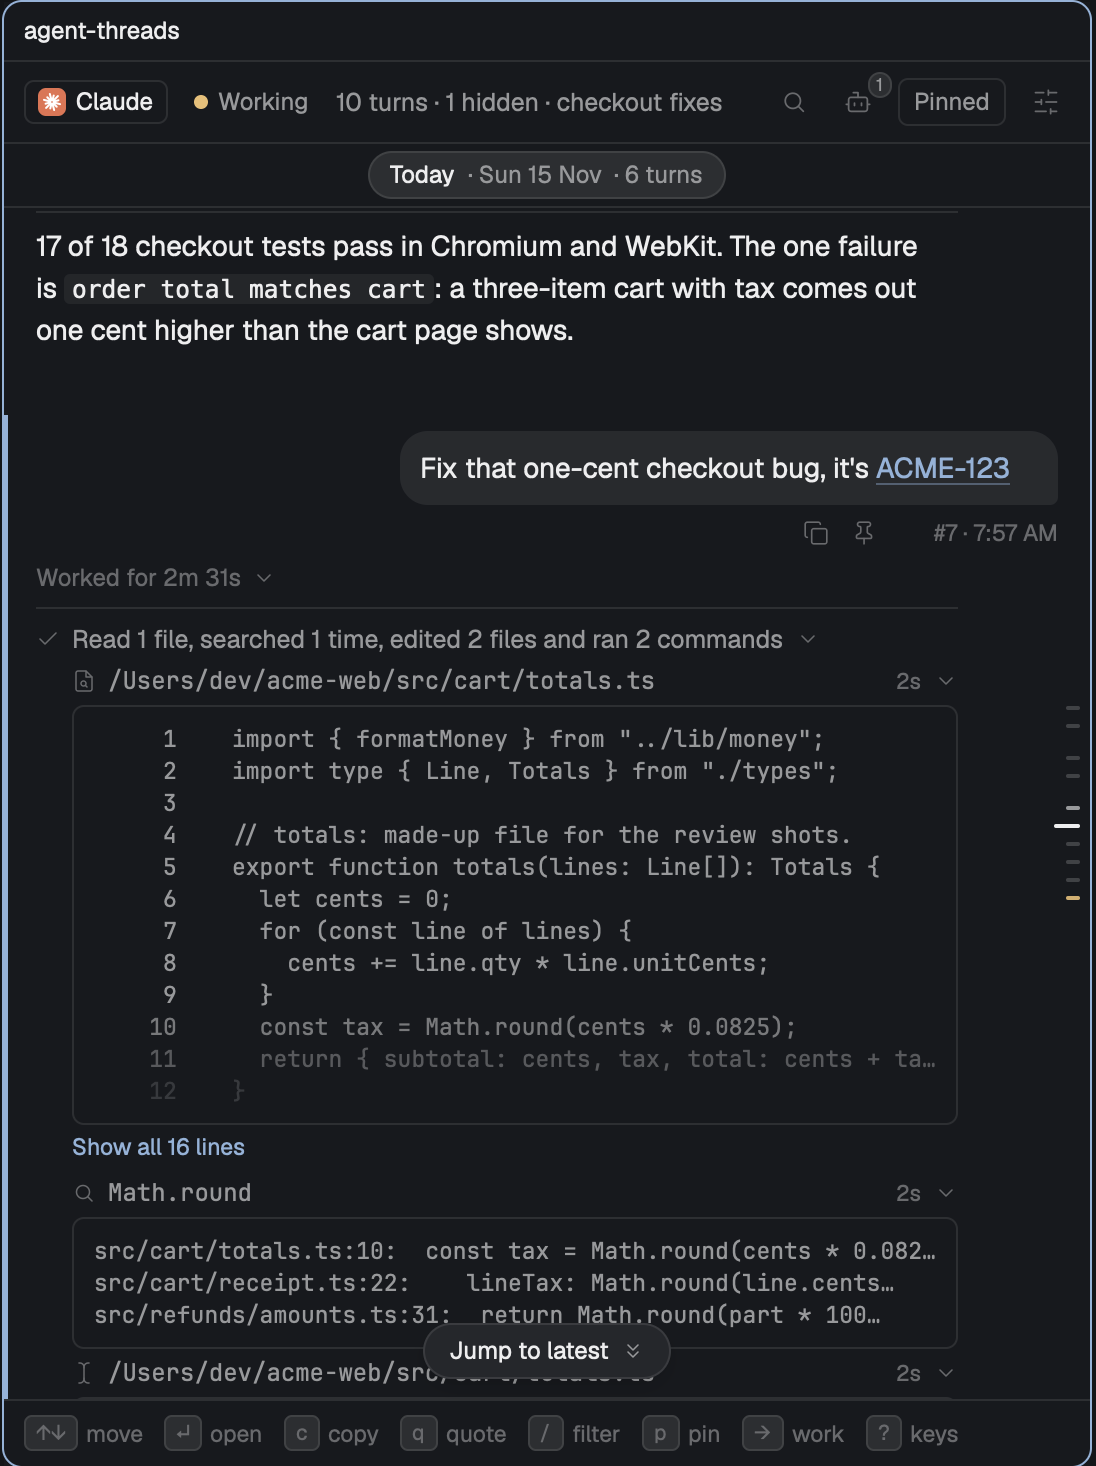 agent-threads
Claude Working 10 turns · 1 hidden · checkout fixes 1 Pinned
Today · Sun 15 Nov · 6 turns
17 of 18 checkout tests pass in Chromium and WebKit. The one failure
is order total matches cart: a three-item cart with tax comes out
one cent higher than the cart page shows.
Fix that one-cent checkout bug, it's ACME-123
#7 · 7:57 AM
Worked for 2m 31s
Read 1 file, searched 1 time, edited 2 files and ran 2 commands
/Users/dev/acme-web/src/cart/totals.ts 2s
1 import { formatMoney } from "../lib/money";
2 import type { Line, Totals } from "./types";
3
4 // totals: made-up file for the review shots.
5 export function totals(lines: Line[]): Totals {
6 let cents = 0;
7 for (const line of lines) {
8 cents += line.qty * line.unitCents;
9 }
10 const tax = Math.round(cents * 0.0825);
11 return { subtotal: cents, tax, total: cents + ta…
12 }
Show all 16 lines
Math.round 2s
src/cart/totals.ts:10: const tax = Math.round(cents * 0.082…
src/cart/receipt.ts:22: lineTax: Math.round(line.cents…
src/refunds/amounts.ts:31: return Math.round(part * 100…
Jump to latest
/Users/dev/acme-web/src/cart/totals.ts 2s
↑↓ move ↵ open c copy q quote / filter p pin → work ? keys